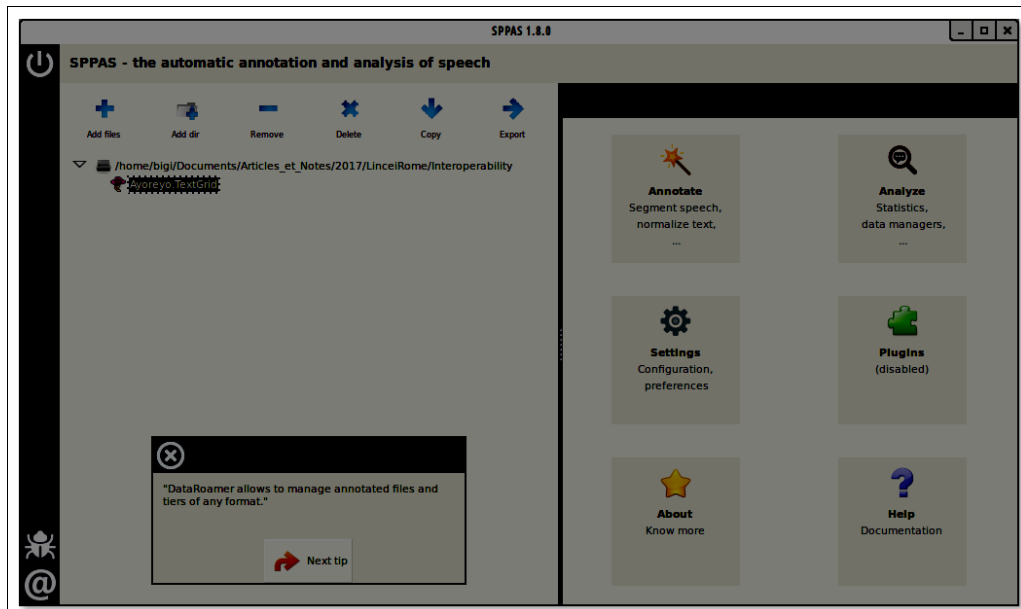 SPPAS 1.8.0
SPPAS - the automatic annotation and analysis of speech
Add files
Add dir
Remove
Delete
Copy
Export
/home/bigi/Documents/Articles_et_Notes/2017/LinceiRome/Interoperability
Ayoreyo.TextGrid
Annotate
Segment speech,
normalize text,
...
Analyze
Statistics,
data managers,
...
Settings
Configuration,
preferences
Plugins
(disabled)
"DataRoamer allows to manage annotated files and
tiers of any format."
Next tip
About
Know more
Help
Documentation
@